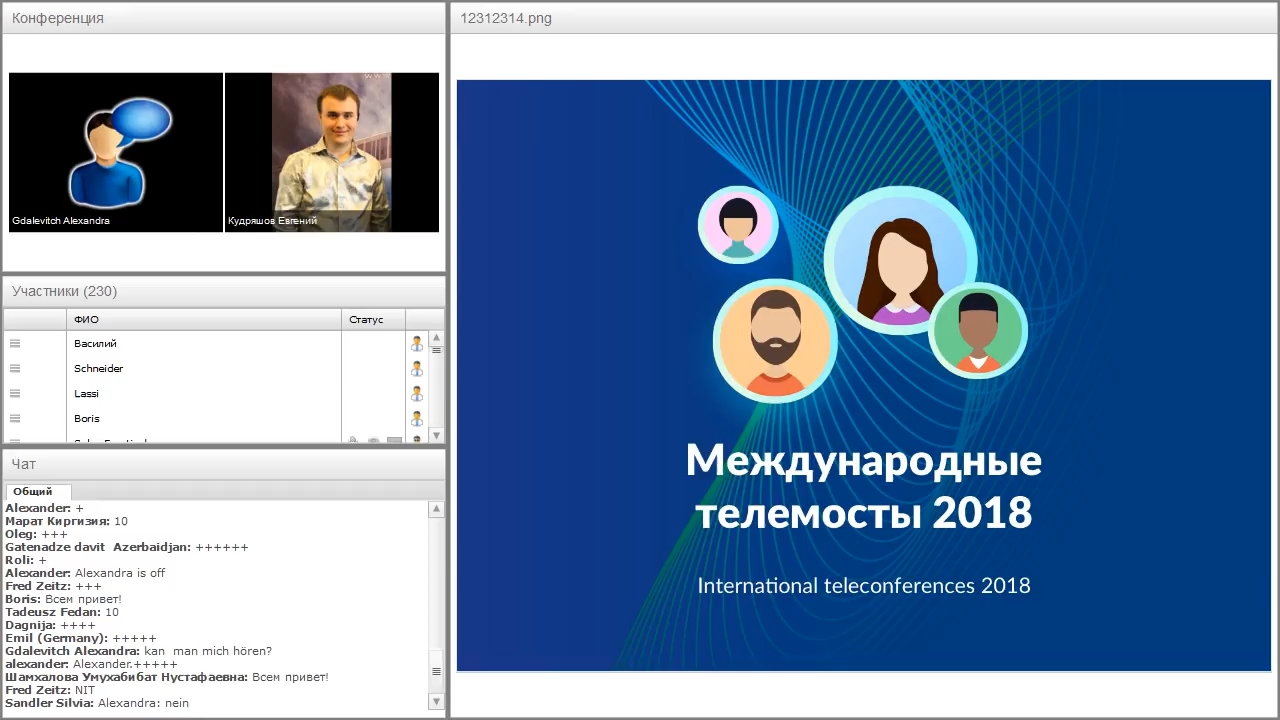 Конференция
Gdalevitch Alexandra
Кудряшов Евгений
Участники (230)
ФИО Статус
Василий
Schneider
Lassi
Boris
Чат
Общий
Alexander: +
Марат Киргизия: 10
Oleg: +++
Gatenadze davit Azerbaidjan: ++++++
Roli: +
Alexander: Alexandra is off
Fred Zeitz: +++
Boris: Всем привет!
Tadeusz Fedan: 10
Dagnija: ++++
Emil (Germany): +++++
Gdalevitch Alexandra: kan man mich hören?
alexander: Alexander.+++++
Шамхалова Умухабибат Нустафаевна: Всем привет!
Fred Zeitz: NIT
Sandler Silvia: Alexandra: nein
12312314.png
Международные
телемосты 2018
International teleconferences 2018